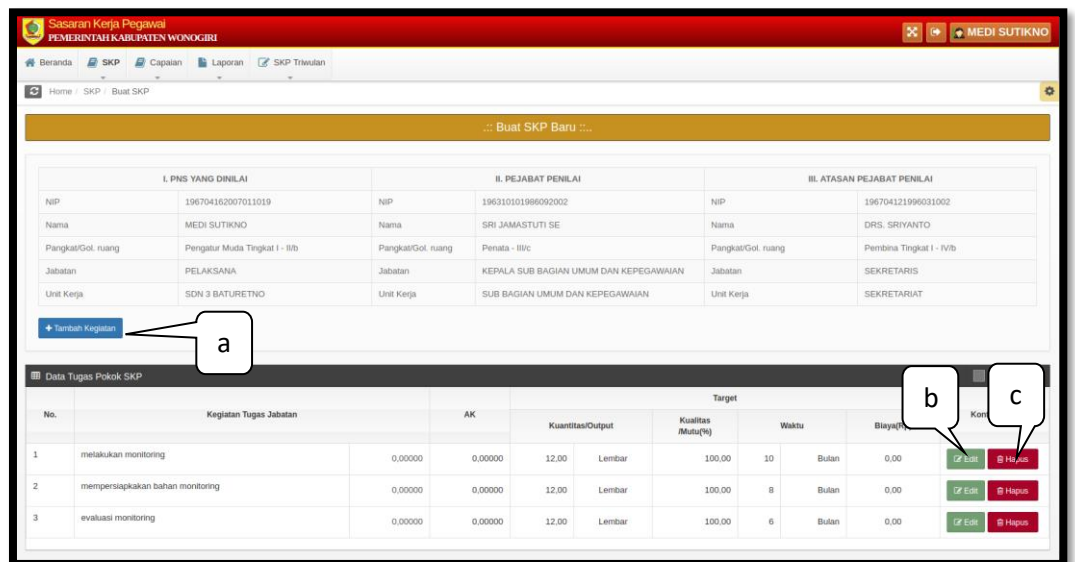 Sasaran Kerja Pegawai
PEMERINTAH KABUPATEN WONOGIRI
MEDI SUTIKNO
Beranda SKP Capaian Laporan SKP Triwulan
Home / SKP / Buat SKP
.:: Buat SKP Baru ::..
I. PNS YANG DINILAI II. PEJABAT PENILAI III. ATASAN PEJABAT PENILAI
NIP 196704162007011019 NIP 196310101986092002 NIP 196704121996031002
Nama MEDI SUTIKNO Nama SRI JAMASTUTI SE Nama DRS. SRIYANTO
Pangkat/Gol. ruang Pengatur Muda Tingkat I - II/b Pangkat/Gol. ruang Penata - III/c Pangkat/Gol. ruang Pembina Tingkat I - IV/b
Jabatan PELAKSANA Jabatan KEPALA SUB BAGIAN UMUM DAN KEPEGAWAIAN Jabatan SEKRETARIS
Unit Kerja SDN 3 BATURETNO Unit Kerja SUB BAGIAN UMUM DAN KEPEGAWAIAN Unit Kerja SEKRETARIAT
+ Tambah Kegiatan
a
Data Tugas Pokok SKP
b
c
Target
No. Kegiatan Tugas Jabatan AK Kuantitas/Output Kualitas /Mutu(%) Waktu
1 melakukan monitoring 0,00000 0,00000 12,00 Lembar 100,00 10 Bulan 0,00 Edit Hapus
2 mempersiapkakan bahan monitoring 0,00000 0,00000 12,00 Lembar 100,00 8 Bulan 0,00 Edit Hapus
3 evaluasi monitoring 0,00000 0,00000 12,00 Lembar 100,00 6 Bulan 0,00 Edit Hapus